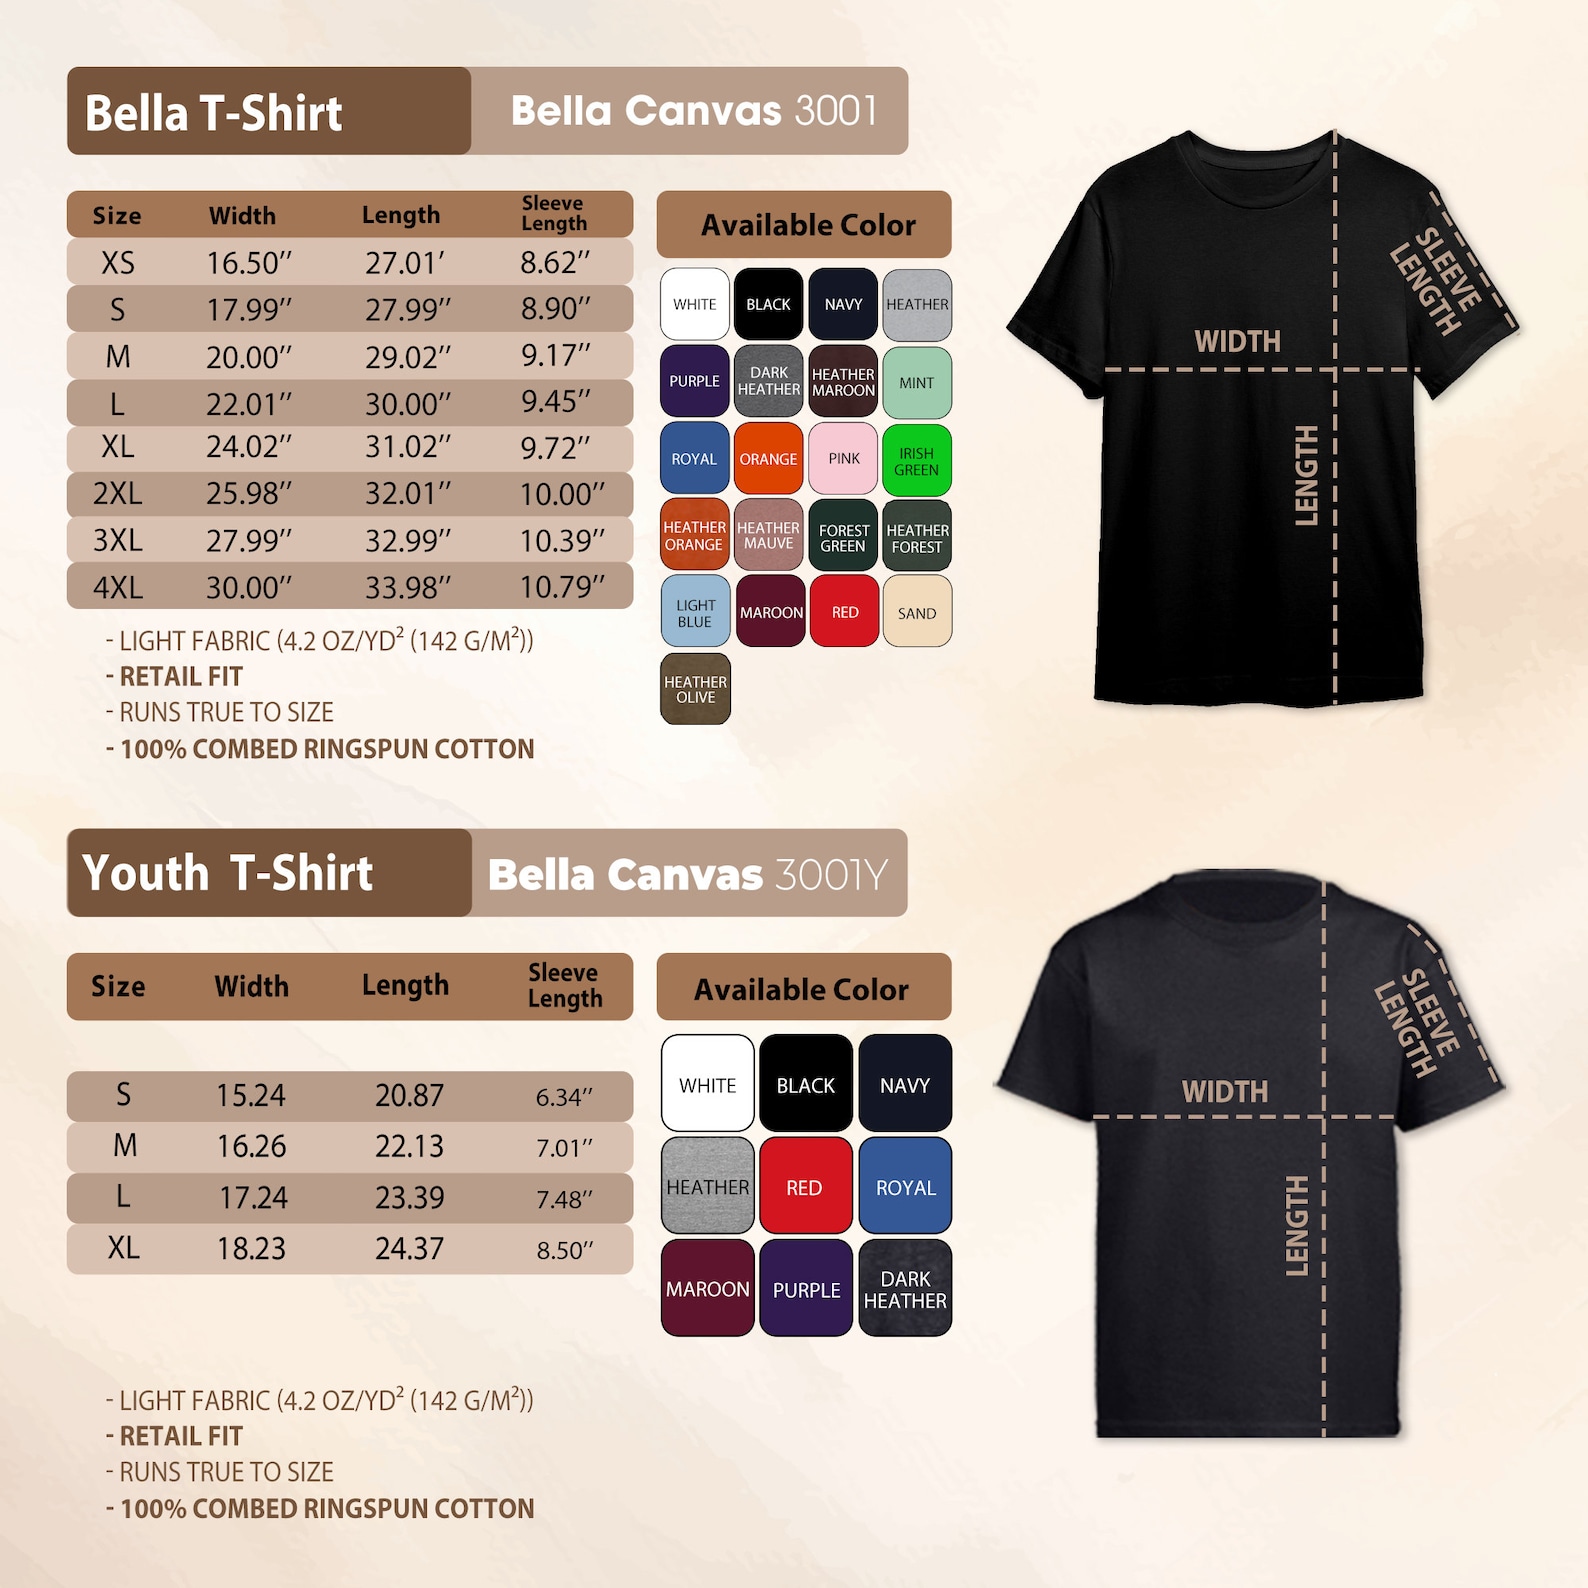 Bella T-Shirt
Bella Canvas 3001
Size Width Length Sleeve Length
XS 16.50’’ 27.01’ 8.62’’
S 17.99’’ 27.99’’ 8.90’’
M 20.00’’ 29.02’’ 9.17’’
L 22.01’’ 30.00’’ 9.45’’
XL 24.02’’ 31.02’’ 9.72’’
2XL 25.98’’ 32.01’’ 10.00’’
3XL 27.99’’ 32.99’’ 10.39’’
4XL 30.00’’ 33.98’’ 10.79’’
- LIGHT FABRIC (4.2 OZ/YD² (142 G/M²))
- RETAIL FIT
- RUNS TRUE TO SIZE
- 100% COMBED RINGSPUN COTTON
Available Color
WHITE BLACK NAVY HEATHER
PURPLE DARK HEATHER HEATHER MAROON MINT
ROYAL ORANGE PINK IRISH GREEN
HEATHER ORANGE HEATHER MAUVE FOREST GREEN HEATHER FOREST
LIGHT BLUE MAROON RED SAND
HEATHER OLIVE
WIDTH
LENGTH
SLEEVE
LENGTH
Youth T-Shirt
Bella Canvas 3001Y
Size Width Length Sleeve Length
S 15.24 20.87 6.34’’
M 16.26 22.13 7.01’’
L 17.24 23.39 7.48’’
XL 18.23 24.37 8.50’’
- LIGHT FABRIC (4.2 OZ/YD² (142 G/M²))
- RETAIL FIT
- RUNS TRUE TO SIZE
- 100% COMBED RINGSPUN COTTON
Available Color
WHITE BLACK NAVY
HEATHER RED ROYAL
MAROON PURPLE DARK HEATHER
WIDTH
LENGTH
SLEEVE
LENGTH